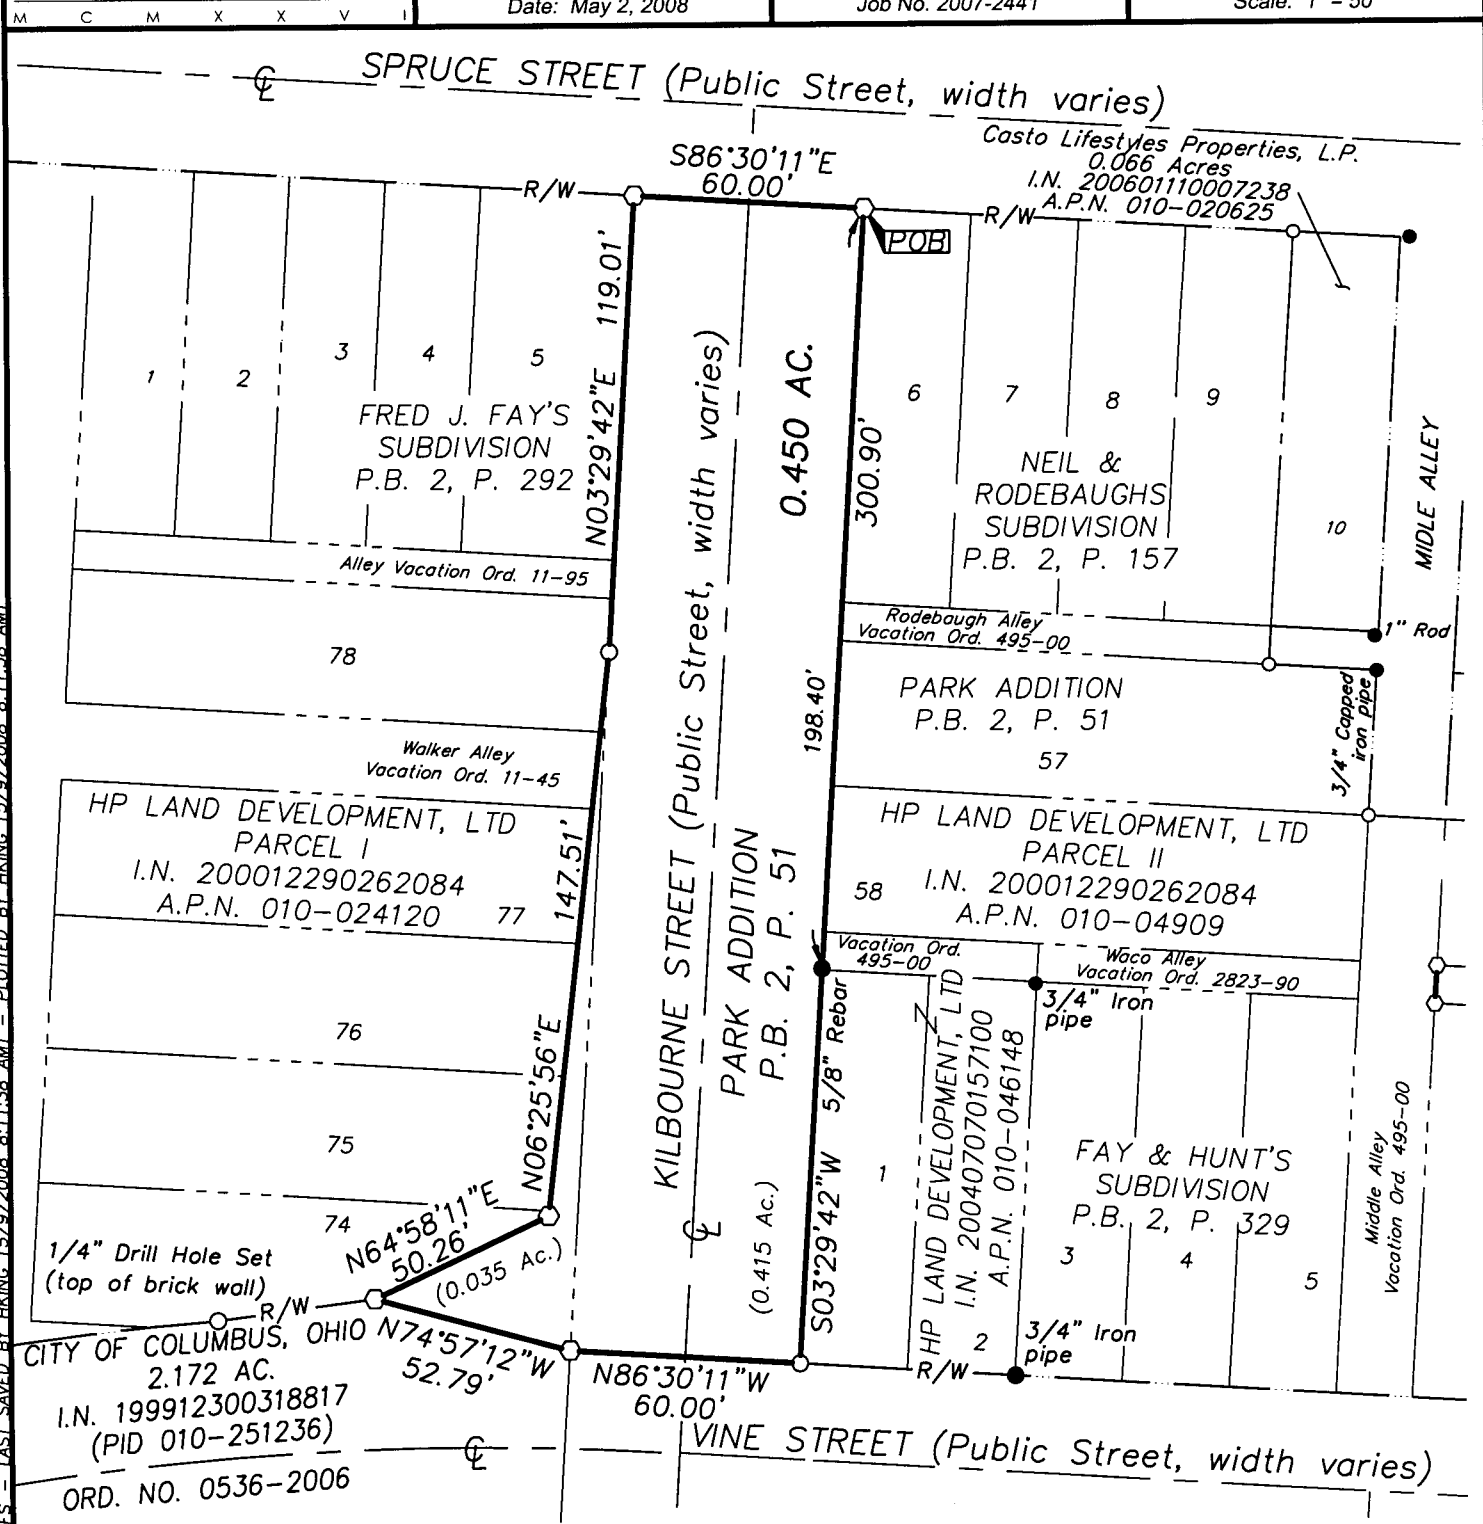 M C M X X V I
Date: May 2, 2008
Job No. 2007-2441
Scale: 1" = 50'
SPRUCE STREET (Public Street, width varies)
Casto Lifestyles Properties, L.P.
0.066 Acres
I.N. 200601110007238
A.P.N. 010-020625
S86°30'11"E
60.00'
R/W
R/W
POB
119.01'
N03°29'42"E
1
2
3
4
5
FRED J. FAY'S
SUBDIVISION
P.B. 2, P. 292
0.450 AC.
300.90'
6
7
8
9
10
NEIL &
RODEBAUGHS
SUBDIVISION
P.B. 2, P. 157
MIDLE ALLEY
Alley Vacation Ord. 11-95
Rodebaugh Alley
Vacation Ord. 495-00
1" Rod
78
198.40'
PARK ADDITION
P.B. 2, P. 51
57
3/4" Capped
iron pipe
Walker Alley
Vacation Ord. 11-45
HP LAND DEVELOPMENT, LTD
PARCEL I
I.N. 200012290262084
A.P.N. 010-024120
77
147.51'
KILBOURNE STREET (Public Street, width varies)
PARK ADDITION
P.B. 2, P. 51
HP LAND DEVELOPMENT, LTD
PARCEL II
58
I.N. 200012290262084
A.P.N. 010-04909
Vacation Ord.
495-00
Waco Alley
Vacation Ord. 2823-90
3/4" Iron
pipe
5/8" Rebar
76
N06°25'56"E
75
HP LAND DEVELOPMENT, LTD
I.N. 200407070157100
A.P.N. 010-046148
1
FAY & HUNT'S
SUBDIVISION
P.B. 2, P. 329
3
4
5
Middle Alley
Vacation Ord. 495-00
74
N64°58'11"E
50.26'
(0.035 Ac.)
(0.415 Ac.)
S03°29'42"W
1/4" Drill Hole Set
(top of brick wall)
R/W
CITY OF COLUMBUS, OHIO
2.172 AC.
I.N. 199912300318817
(PID 010-251236)
N74°57'12"W
52.79'
N86°30'11"W
60.00'
2
3/4" Iron
pipe
R/W
VINE STREET (Public Street, width varies)
ORD. NO. 0536-2006